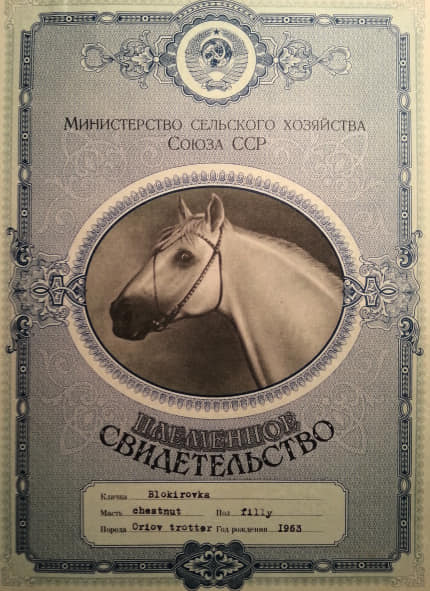 МИНИСТЕРСТВО СЕЛЬСКОГО ХОЗЯЙСТВА
СОЮЗА ССР
ПЛЕМЕННОЕ
СВИДЕТЕЛЬСТВО
Кличка Blokirovka
Масть chestnut Пол filly
Порода Orlov trotter Год рождения 1963